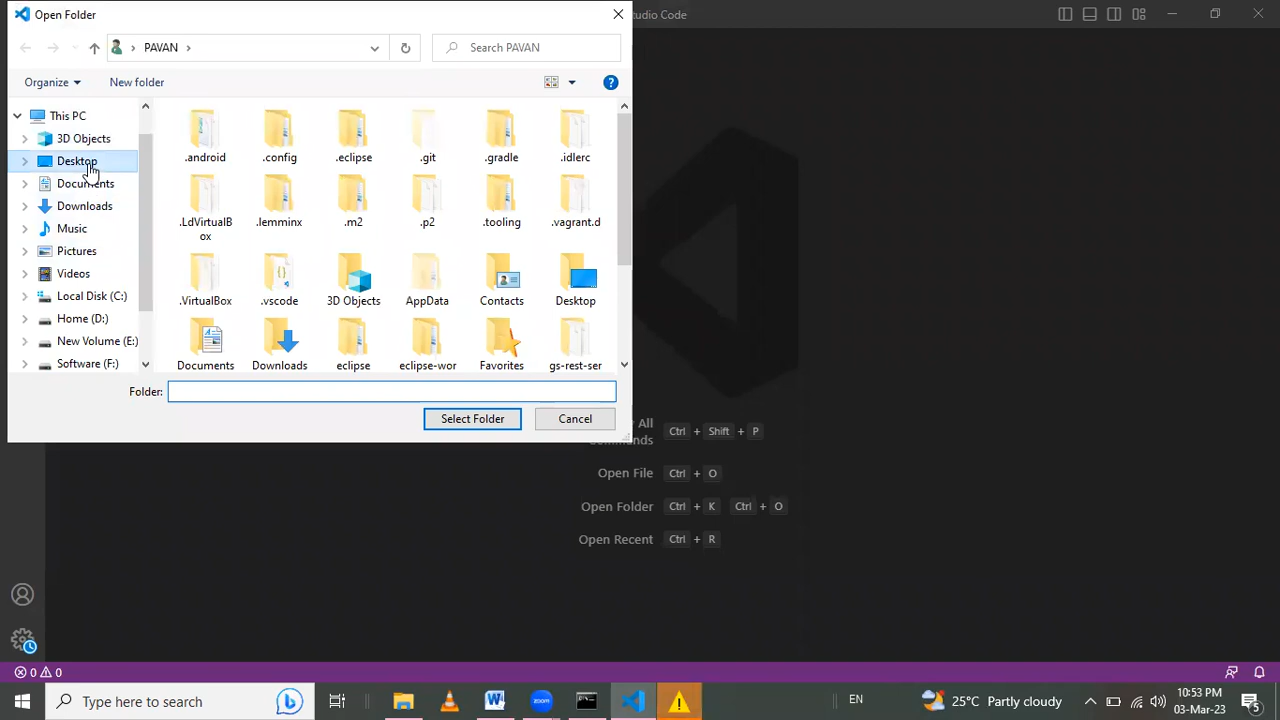 Open Folder
tudio Code
PAVAN
Search PAVAN
Organize
New folder
This PC
3D Objects
Desktop
Documents
Downloads
Music
Pictures
Videos
Local Disk (C:)
Home (D:)
New Volume (E:)
Software (F:)
.android
.config
.eclipse
.git
.gradle
.idlerc
.LdVirtualB
ox
.lemminx
.m2
.p2
.tooling
.vagrant.d
.VirtualBox
.vscode
3D Objects
AppData
Contacts
Desktop
Documents
Downloads
eclipse
eclipse-wor
Favorites
gs-rest-ser
Folder:
Select Folder
Cancel
All
Commands
Ctrl + Shift + P
Open File
Ctrl + O
Open Folder
Ctrl + K Ctrl + O
Open Recent
Ctrl + R
0 0
Type here to search
EN
25°C Partly cloudy
10:53 PM
03-Mar-23
5